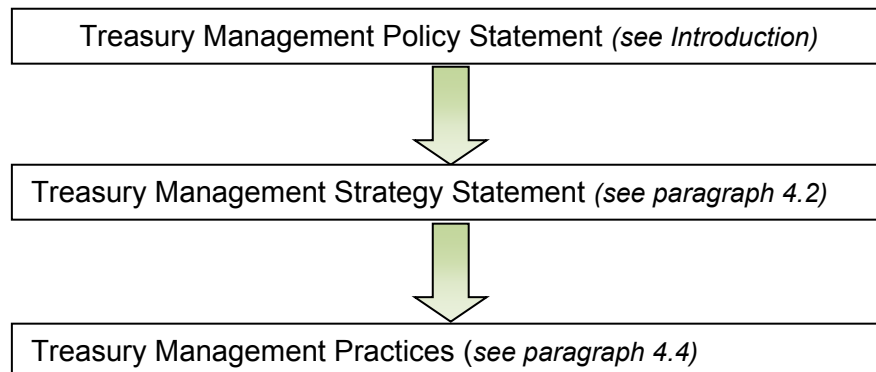 Treasury Management Policy Statement (see Introduction)
Treasury Management Strategy Statement (see paragraph 4.2)
Treasury Management Practices (see paragraph 4.4)